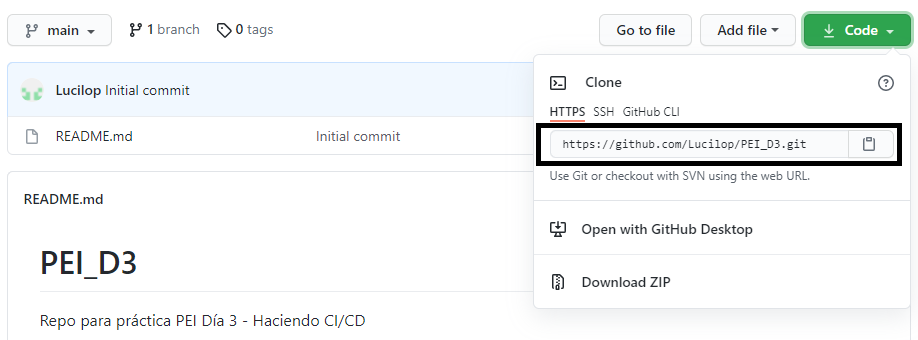 main 1 branch 0 tags Go to file Add file Code
Lucilop Initial commit
README.md Initial commit
README.md
PEI_D3
Repo para práctica PEI Día 3 - Haciendo CI/CD
Clone
HTTPS SSH GitHub CLI
https://github.com/Lucilop/PEI_D3.git
Use Git or checkout with SVN using the web URL.
Open with GitHub Desktop
Download ZIP